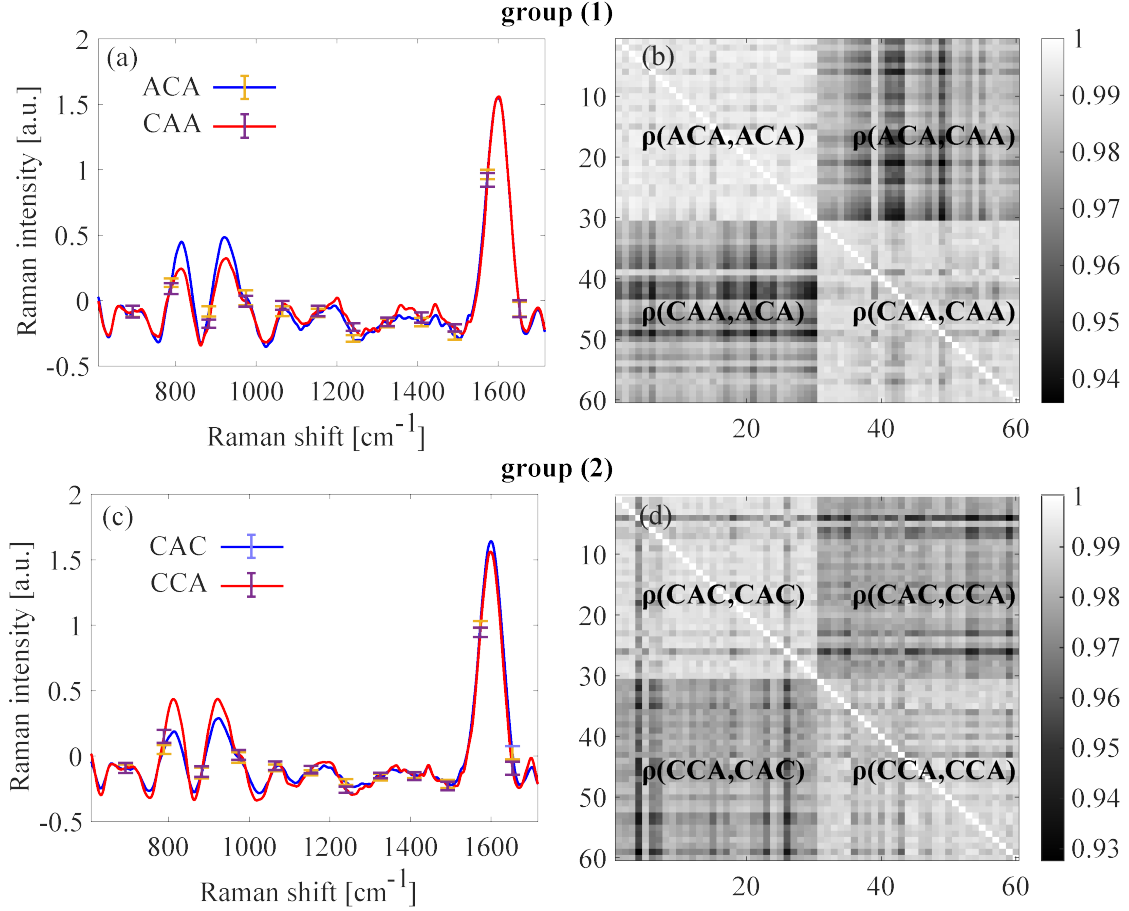 group (1)
(a)
ACA
CAA
2
1.5
1
0.5
0
-0.5
800 1000 1200 1400 1600
Raman shift [cm-1]
Raman intensity [a.u.]
(b)
ρ(ACA,ACA) ρ(ACA,CAA)
ρ(CAA,ACA) ρ(CAA,CAA)
10
20
30
40
50
60
20 40 60
1
0.99
0.98
0.97
0.96
0.95
0.94
group (2)
(c)
CAC
CCA
2
1.5
1
0.5
0
-0.5
800 1000 1200 1400 1600
Raman shift [cm-1]
Raman intensity [a.u.]
(d)
ρ(CAC,CAC) ρ(CAC,CCA)
ρ(CCA,CAC) ρ(CCA,CCA)
10
20
30
40
50
60
20 40 60
1
0.99
0.98
0.97
0.96
0.95
0.94
0.93